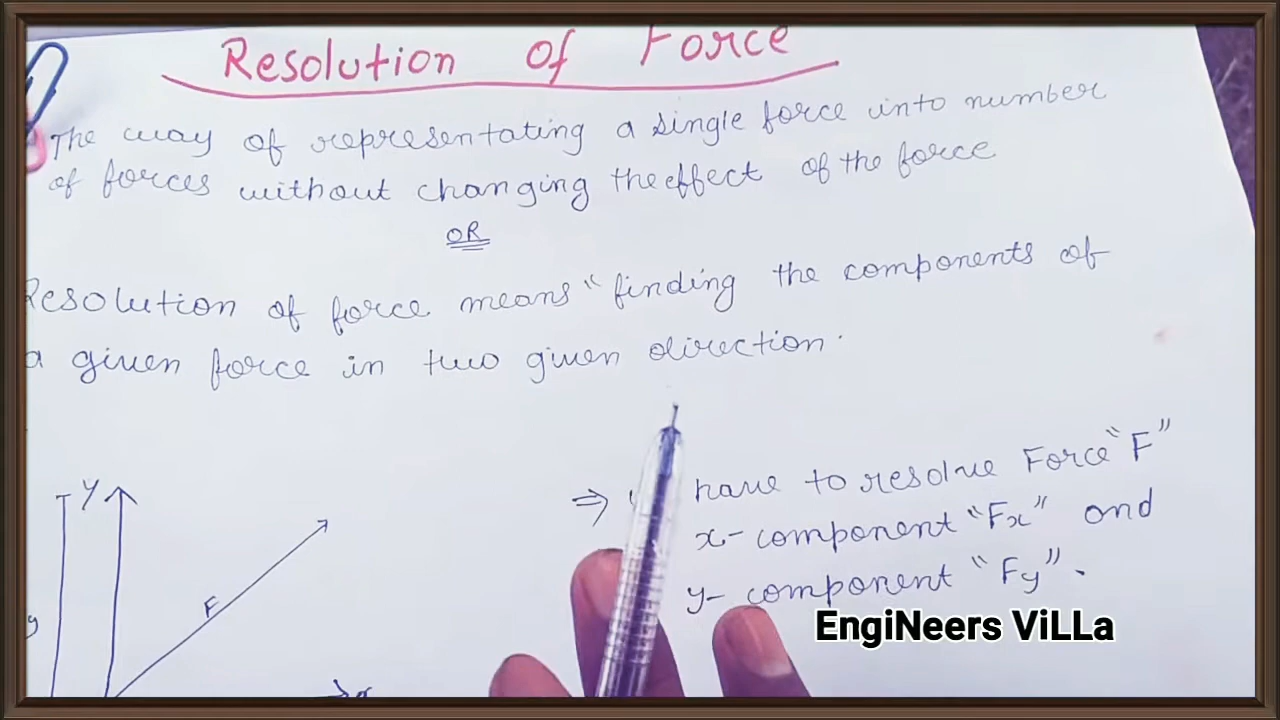 Resolution of Force
The way of representating a single force into number
of forces without changing the effect of the force
OR
Resolution of force means “finding the components of
a given force in two given direction.
Y
⇒ have to resolve Force “F”
x-component “Fx” and
y- component “Fy”.
F
y
x
EngiNeers ViLLa